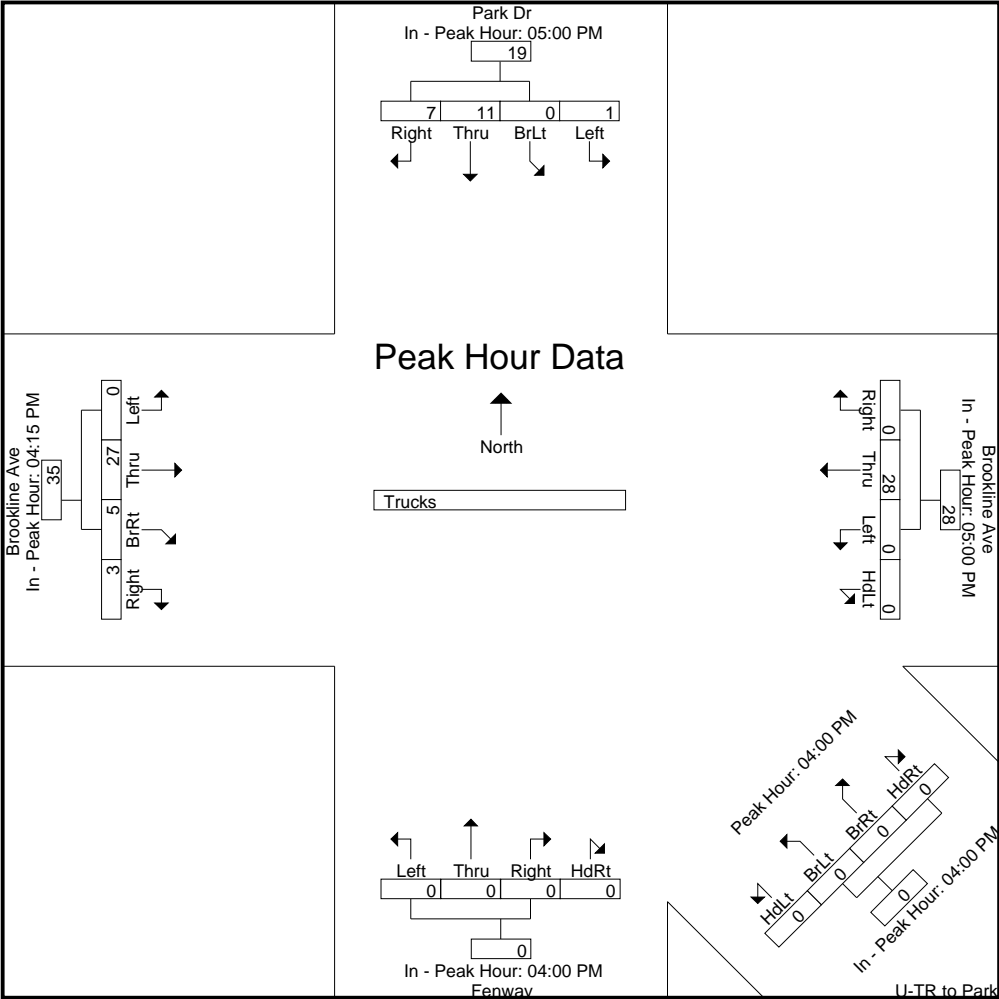 Park Dr
In - Peak Hour: 05:00 PM
19
7 11 0 1
Right Thru BrLt Left
Peak Hour Data
North
Trucks
Brookline Ave
In - Peak Hour: 04:15 PM
35
0 27 5 3
Left Thru BrRt Right
Brookline Ave
In - Peak Hour: 05:00 PM
28
0 28 0 0
Right Thru Left HdLt
Peak Hour: 04:00 PM
HdLt BrLt BrRt HdRt
0 0 0 0
0
In - Peak Hour: 04:00 PM
U-TR to Park
Left Thru Right HdRt
0 0 0 0
0
In - Peak Hour: 04:00 PM
Fenway